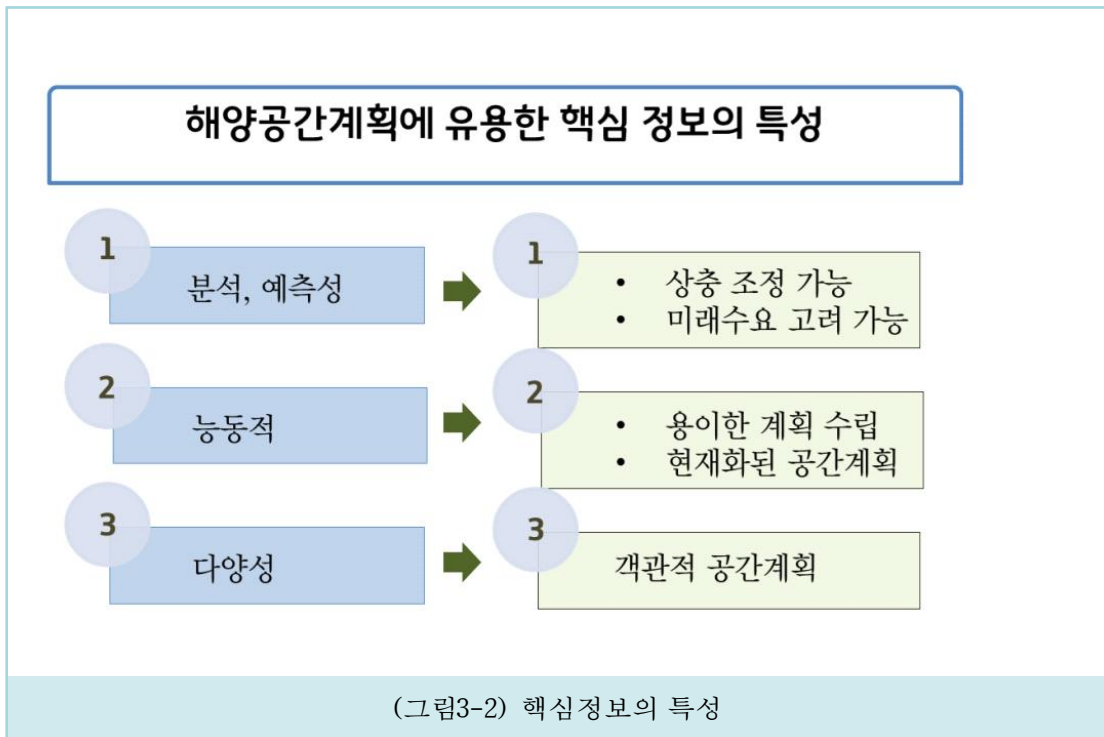 해양공간계획에 유용한 핵심 정보의 특성
1
분석, 예측성
1
• 상충 조정 가능
• 미래수요 고려 가능
2
능동적
2
• 용이한 계획 수립
• 현재화된 공간계획
3
다양성
3
객관적 공간계획
(그림3-2) 핵심정보의 특성